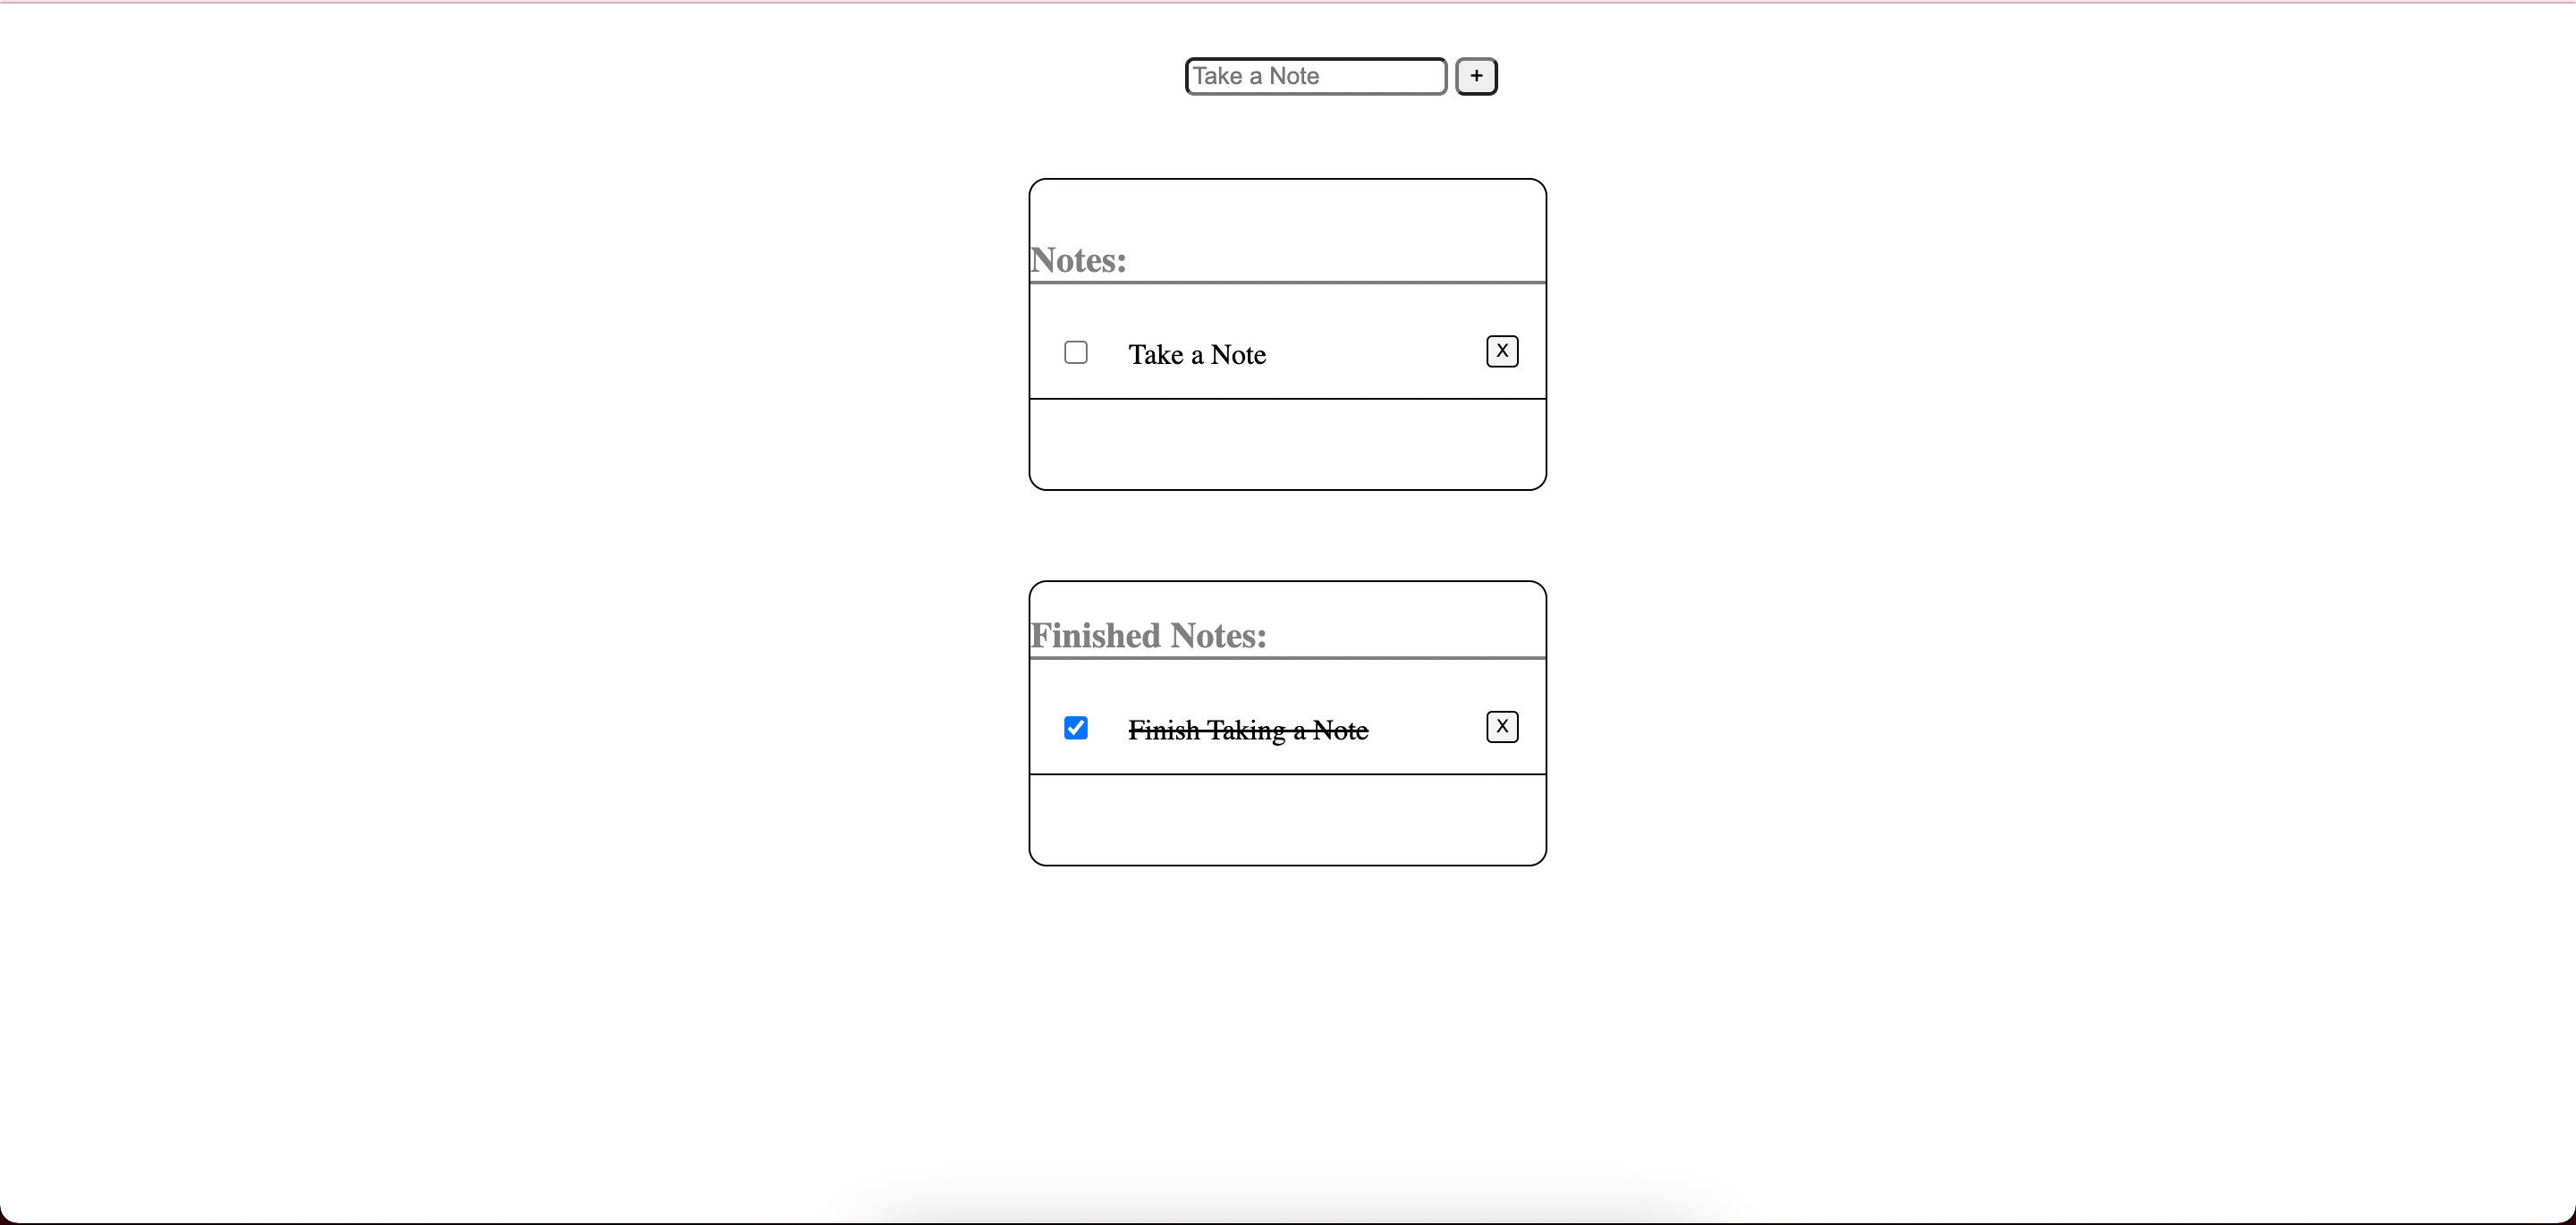 Take a Note +
Notes:
Take a Note X
Finished Notes:
Finish Taking a Note X